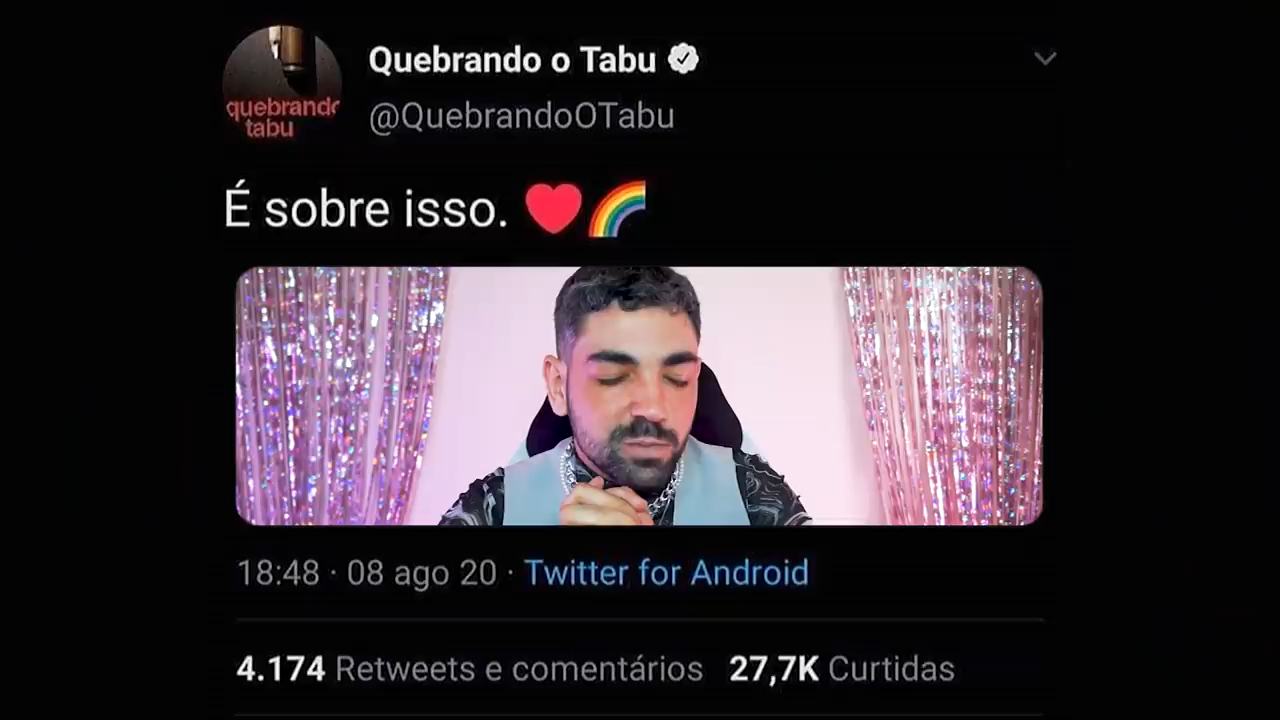 quebrando
tabu
Quebrando o Tabu
@QuebrandoOTabu
É sobre isso. ❤️🌈
18:48 · 08 ago 20 · Twitter for Android
4.174 Retweets e comentários 27,7K Curtidas